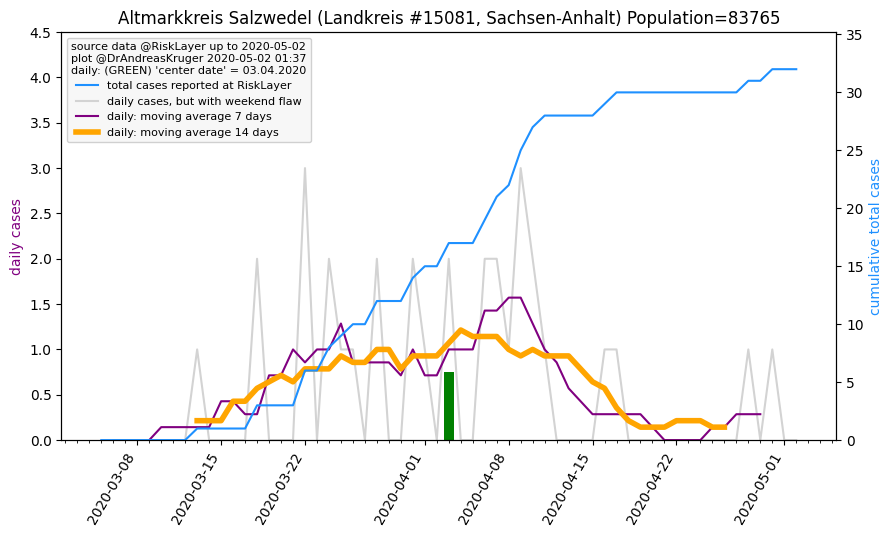 Altmarkkreis Salzwedel (Landkreis #15081, Sachsen-Anhalt) Population=83765
source data @RiskLayer up to 2020-05-02
plot @DrAndreasKruger 2020-05-02 01:37
daily: (GREEN) 'center date' = 03.04.2020
total cases reported at RiskLayer
daily cases, but with weekend flaw
daily: moving average 7 days
daily: moving average 14 days
daily cases
4.5
4.0
3.5
3.0
2.5
2.0
1.5
1.0
0.5
0.0
cumulative total cases
35
30
25
20
15
10
5
0
2020-03-08
2020-03-15
2020-03-22
2020-04-01
2020-04-08
2020-04-15
2020-04-22
2020-05-01